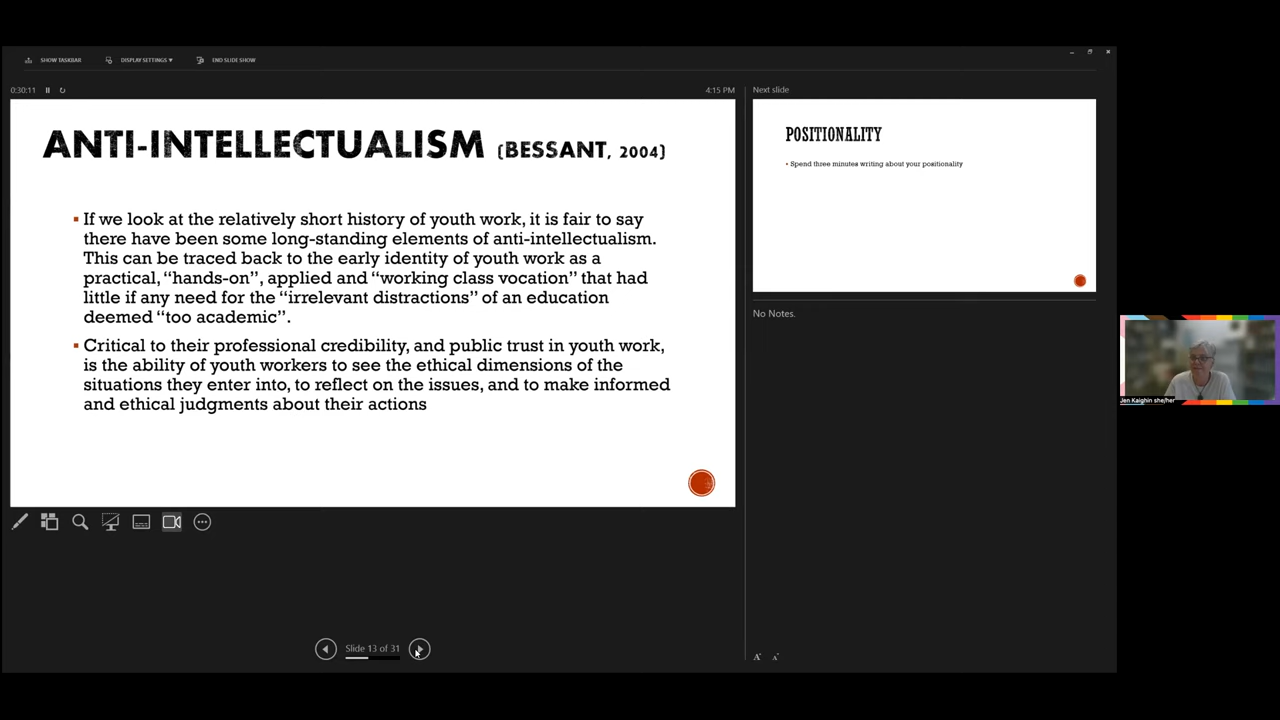 SHOW TASKBAR
DISPLAY SETTINGS ▾
END SLIDE SHOW
0:30:11
4:15 PM
ANTI-INTELLECTUALISM (BESSANT, 2004)
▪ If we look at the relatively short history of youth work, it is fair to say
there have been some long-standing elements of anti-intellectualism.
This can be traced back to the early identity of youth work as a
practical, “hands-on”, applied and “working class vocation” that had
little if any need for the “irrelevant distractions” of an education
deemed “too academic”.
▪ Critical to their professional credibility, and public trust in youth work,
is the ability of youth workers to see the ethical dimensions of the
situations they enter into, to reflect on the issues, and to make informed
and ethical judgments about their actions
Slide 13 of 31
Next slide
POSITIONALITY
▪ Spend three minutes writing about your positionality
No Notes.
A A
Jen Kaighin she/her